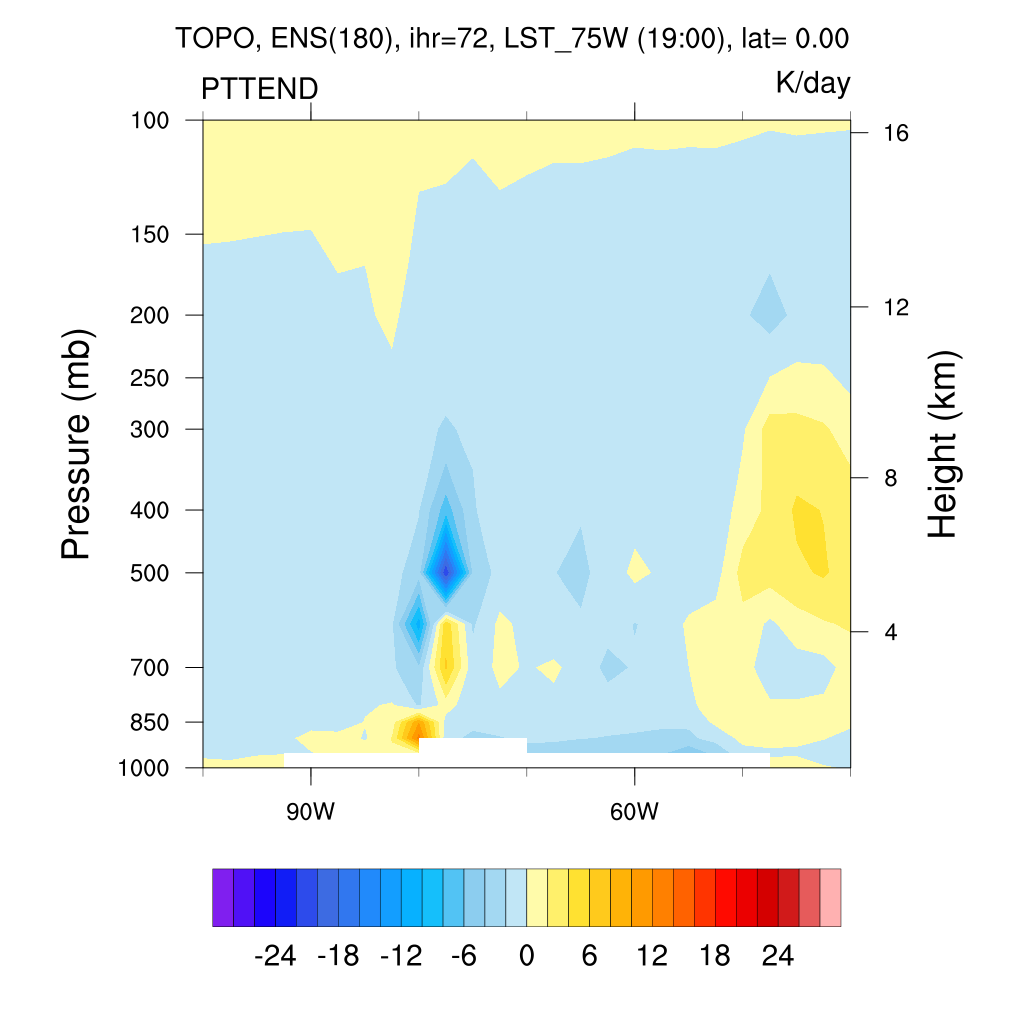 TOPO, ENS(180), ihr=72, LST_75W (19:00), lat= 0.00
PTTEND
K/day
100
150
200
250
300
400
500
700
850
1000
Pressure (mb)
16
12
8
4
Height (km)
90W
60W
-24 -18 -12 -6 0 6 12 18 24